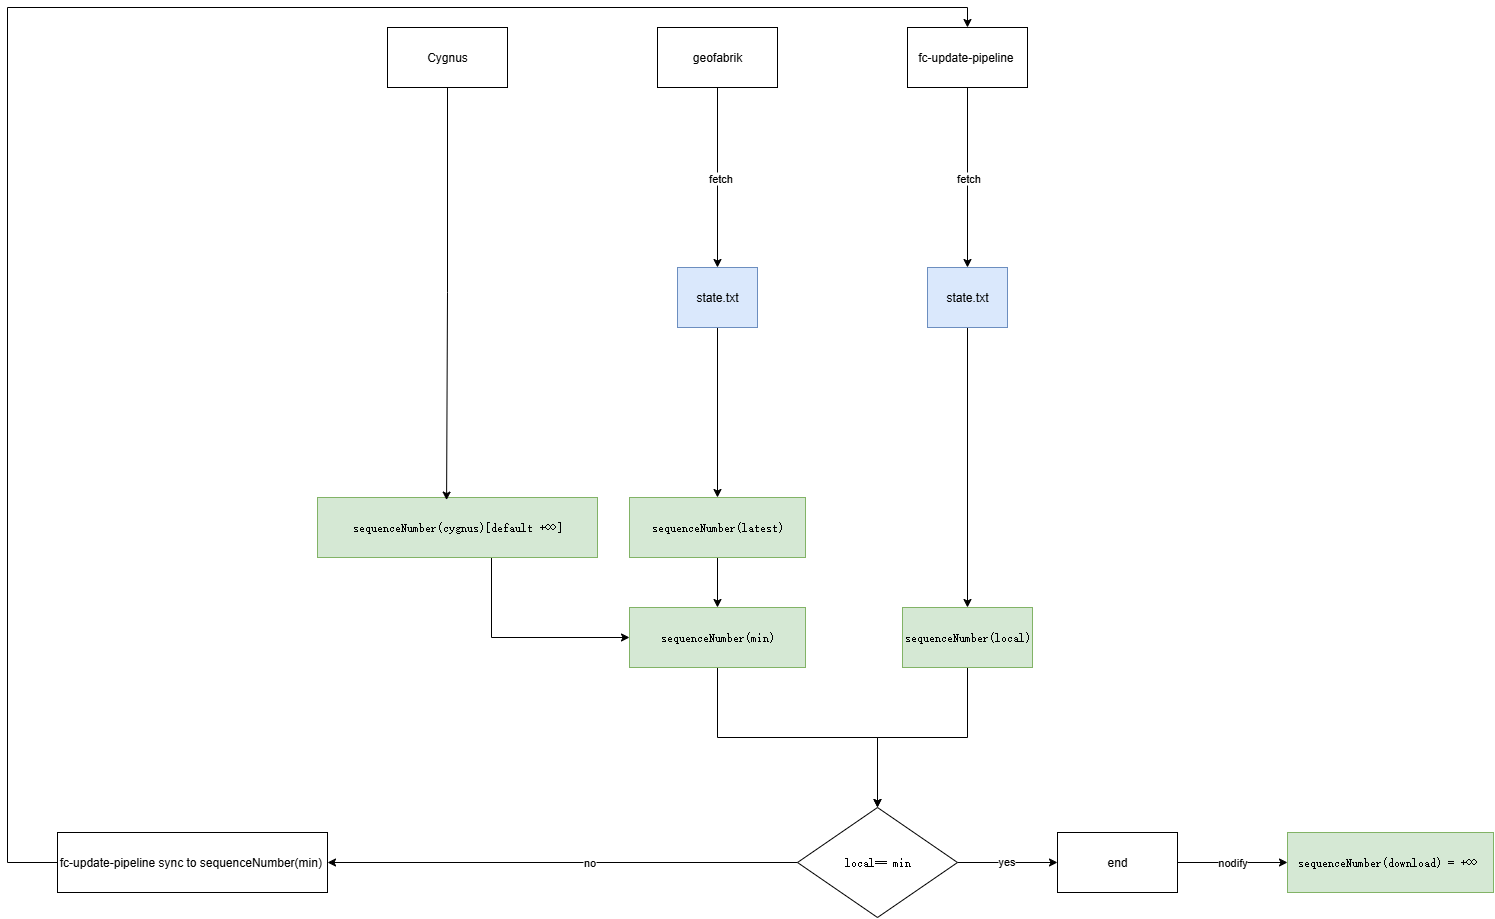 Cygnus
geofabrik
fc-update-pipeline
fetch
fetch
state.txt
state.txt
sequenceNumber(cygnus)[default +∞]
sequenceNumber(latest)
sequenceNumber(min)
sequenceNumber(local)
fc-update-pipeline sync to sequenceNumber(min)
no
local== min
yes
end
notify
sequenceNumber(download) = +∞